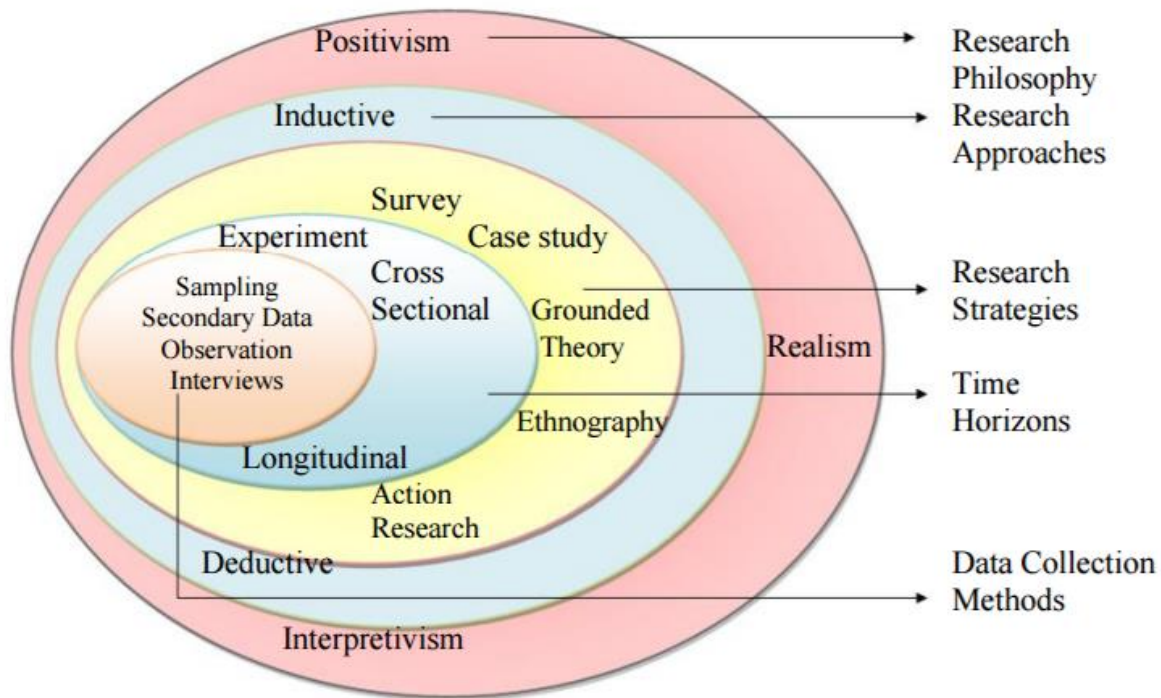 Positivism
Research
Philosophy
Inductive
Research
Approaches
Survey
Experiment
Case study
Cross
Sectional
Sampling
Secondary Data
Observation
Interviews
Grounded
Theory
Research
Strategies
Realism
Time
Horizons
Ethnography
Longitudinal
Action
Research
Deductive
Data Collection
Methods
Interpretivism